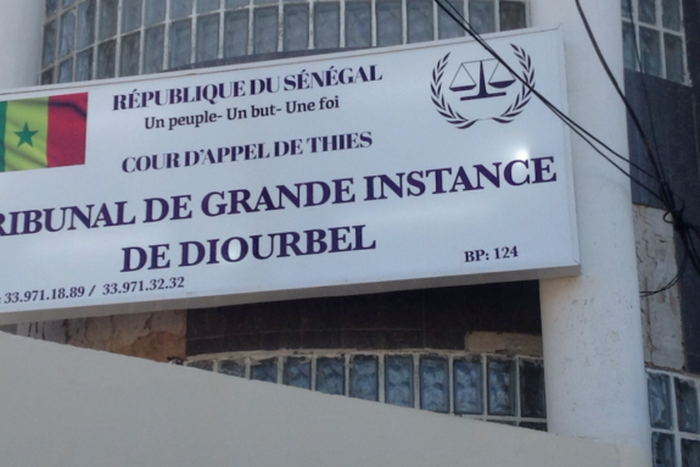 RÉPUBLIQUE DU SÉNÉGAL
Un peuple- Un but- Une foi
COUR D'APPEL DE THIES
RIBUNAL DE GRANDE INSTANCE
DE DIOURBEL
: 33.971.18.89 / 33.971.32.32
BP: 124